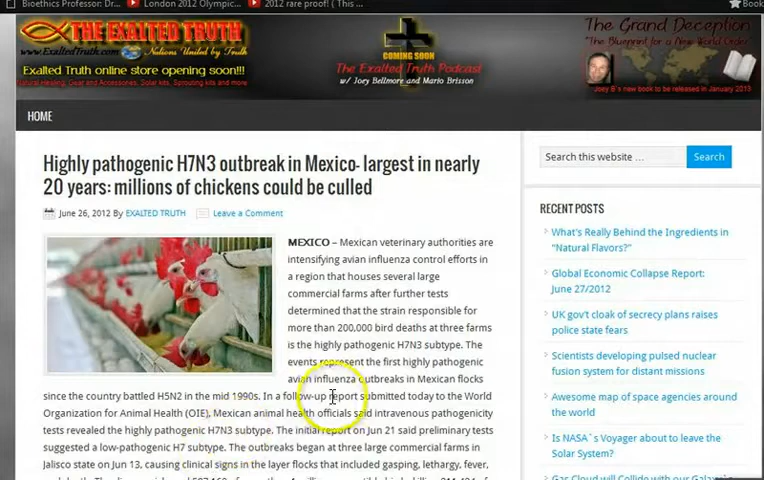 Bioethics Professor: Dr... London 2012 Olympic... 2012 rare proof! ( This ... Book
THE EXALTED TRUTH
www.ExaltedTruth.com Nations United by Truth
Exalted Truth online store opening soon!!!
Natural Healing, Gear and Accessories, Solar kits, Sprouting kits and more
COMING SOON
The Exalted Truth Podcast
w/ Joey Bellmore and Mario Brisson
The Grand Deception
"The Blueprint for a New World Order"
Joey B's new book to be released in January 2013
HOME
Highly pathogenic H7N3 outbreak in Mexico- largest in nearly
20 years: millions of chickens could be culled
June 26, 2012 By EXALTED TRUTH Leave a Comment
MEXICO – Mexican veterinary authorities are
intensifying avian influenza control efforts in
a region that houses several large
commercial farms after further tests
determined that the strain responsible for
more than 200,000 bird deaths at three farms
is the highly pathogenic H7N3 subtype. The
events represent the first highly pathogenic
avian influenza outbreaks in Mexican flocks
since the country battled H5N2 in the mid 1990s. In a follow-up report submitted today to the World
Organization for Animal Health (OIE), Mexican animal health officials said intravenous pathogenicity
tests revealed the highly pathogenic H7N3 subtype. The initial report on Jun 21 said preliminary tests
suggested a low-pathogenic H7 subtype. The outbreaks began at three large commercial farms in
Jalisco state on Jun 13, causing clinical signs in the layer flocks that included gasping, lethargy, fever,
Search this website ... Search
RECENT POSTS
What's Really Behind the Ingredients in
"Natural Flavors?"
Global Economic Collapse Report:
June 27/2012
UK gov't cloak of secrecy plans raises
police state fears
Scientists developing pulsed nuclear
fusion system for distant missions
Awesome map of space agencies around
the world
Is NASA`s Voyager about to leave the
Solar System?
Gas Cloud will Collide with our Galaxy's